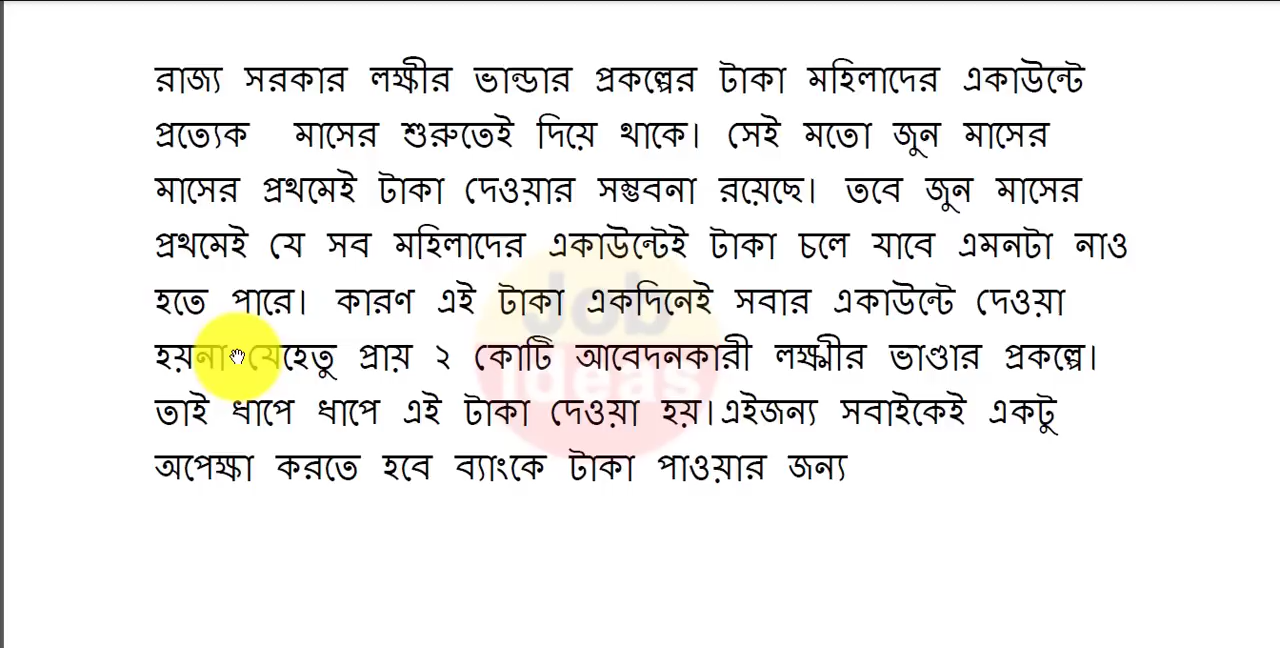 রাজ্য সরকার লক্ষীর ভান্ডার প্রকল্পের টাকা মহিলাদের একাউন্টে
প্রত্যেক মাসের শুরুতেই দিয়ে থাকে। সেই মতো জুন মাসের
মাসের প্রথমেই টাকা দেওয়ার সম্ভবনা রয়েছে। তবে জুন মাসের
প্রথমেই যে সব মহিলাদের একাউন্টেই টাকা চলে যাবে এমনটা নাও
হতে পারে। কারণ এই টাকা একদিনেই সবার একাউন্টে দেওয়া
হয়না যেহেতু প্রায় ২ কোটি আবেদনকারী লক্ষ্মীর ভাণ্ডার প্রকল্পে।
তাই ধাপে ধাপে এই টাকা দেওয়া হয়।এইজন্য সবাইকেই একটু
অপেক্ষা করতে হবে ব্যাংকে টাকা পাওয়ার জন্য
Job
Ideas